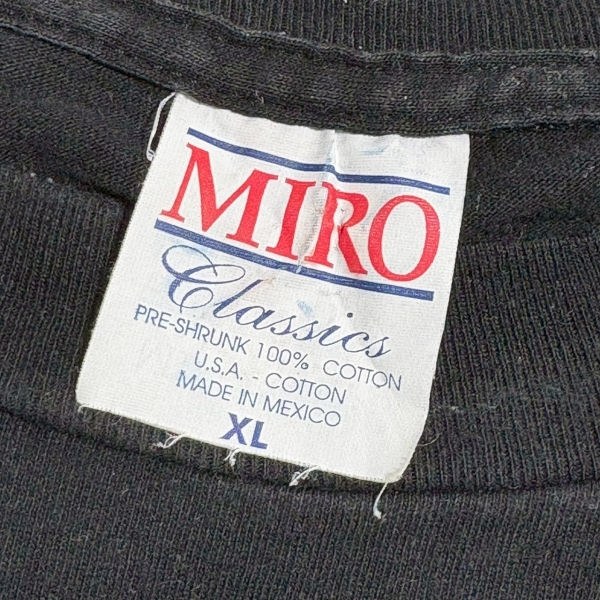 MIRO
Classics
PRE-SHRUNK 100% COTTON
U.S.A. - COTTON
MADE IN MEXICO
XL